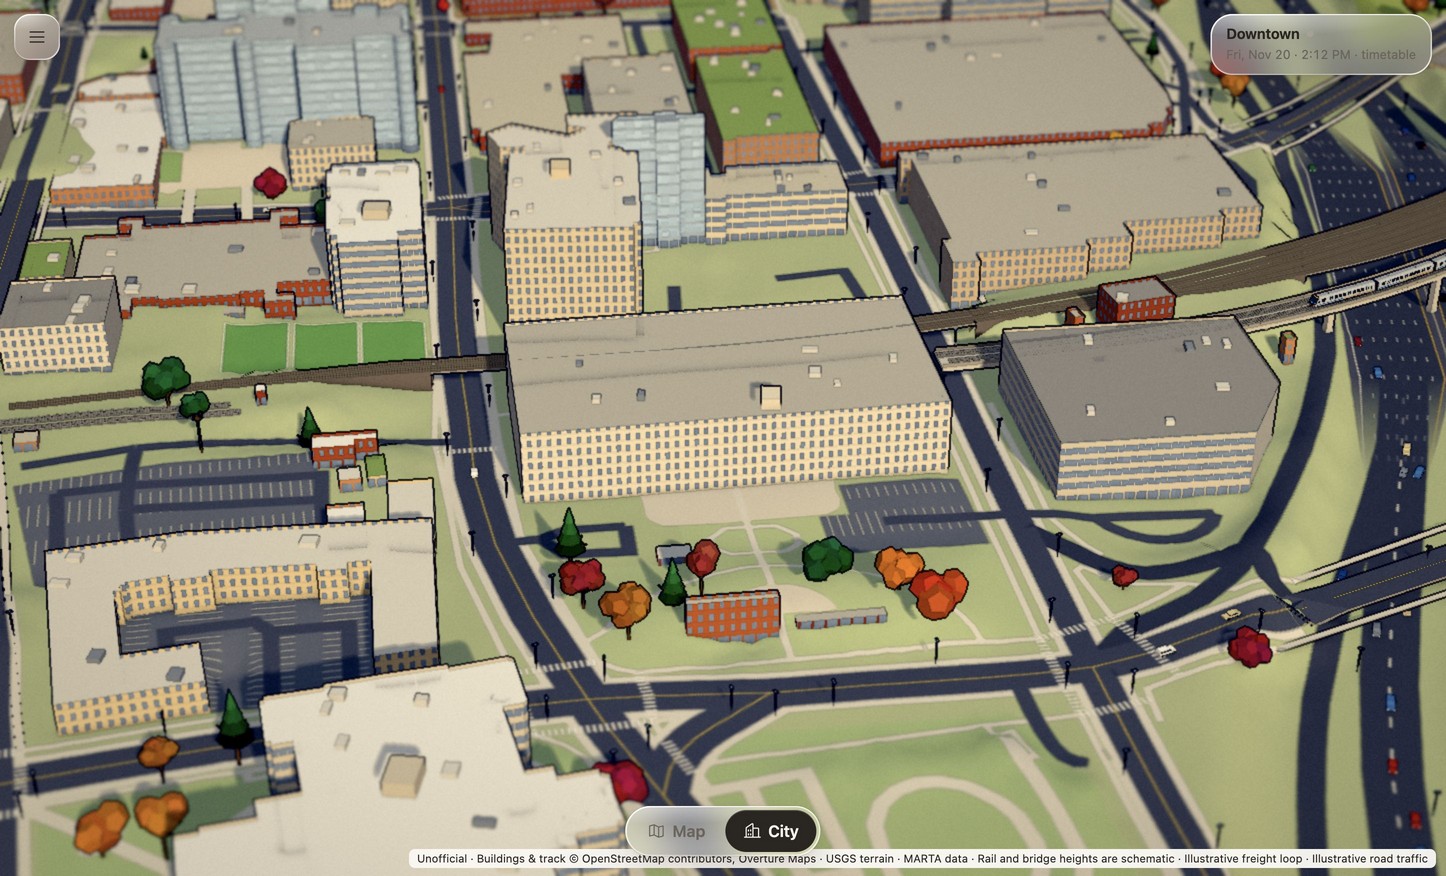 Downtown
Fri, Nov 20 · 2:12 PM · timetable
Map
City
Unofficial · Buildings & track © OpenStreetMap contributors, Overture Maps · USGS terrain · MARTA data · Rail and bridge heights are schematic · Illustrative freight loop · Illustrative road traffic